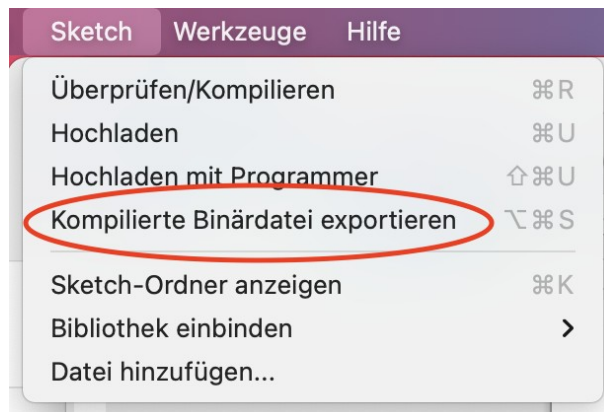 Sketch Werkzeuge Hilfe
Überprüfen/Kompilieren ⌘R
Hochladen ⌘U
Hochladen mit Programmer ⇧⌘U
Kompilierte Binärdatei exportieren ⌥⌘S
Sketch-Ordner anzeigen ⌘K
Bibliothek einbinden >
Datei hinzufügen...